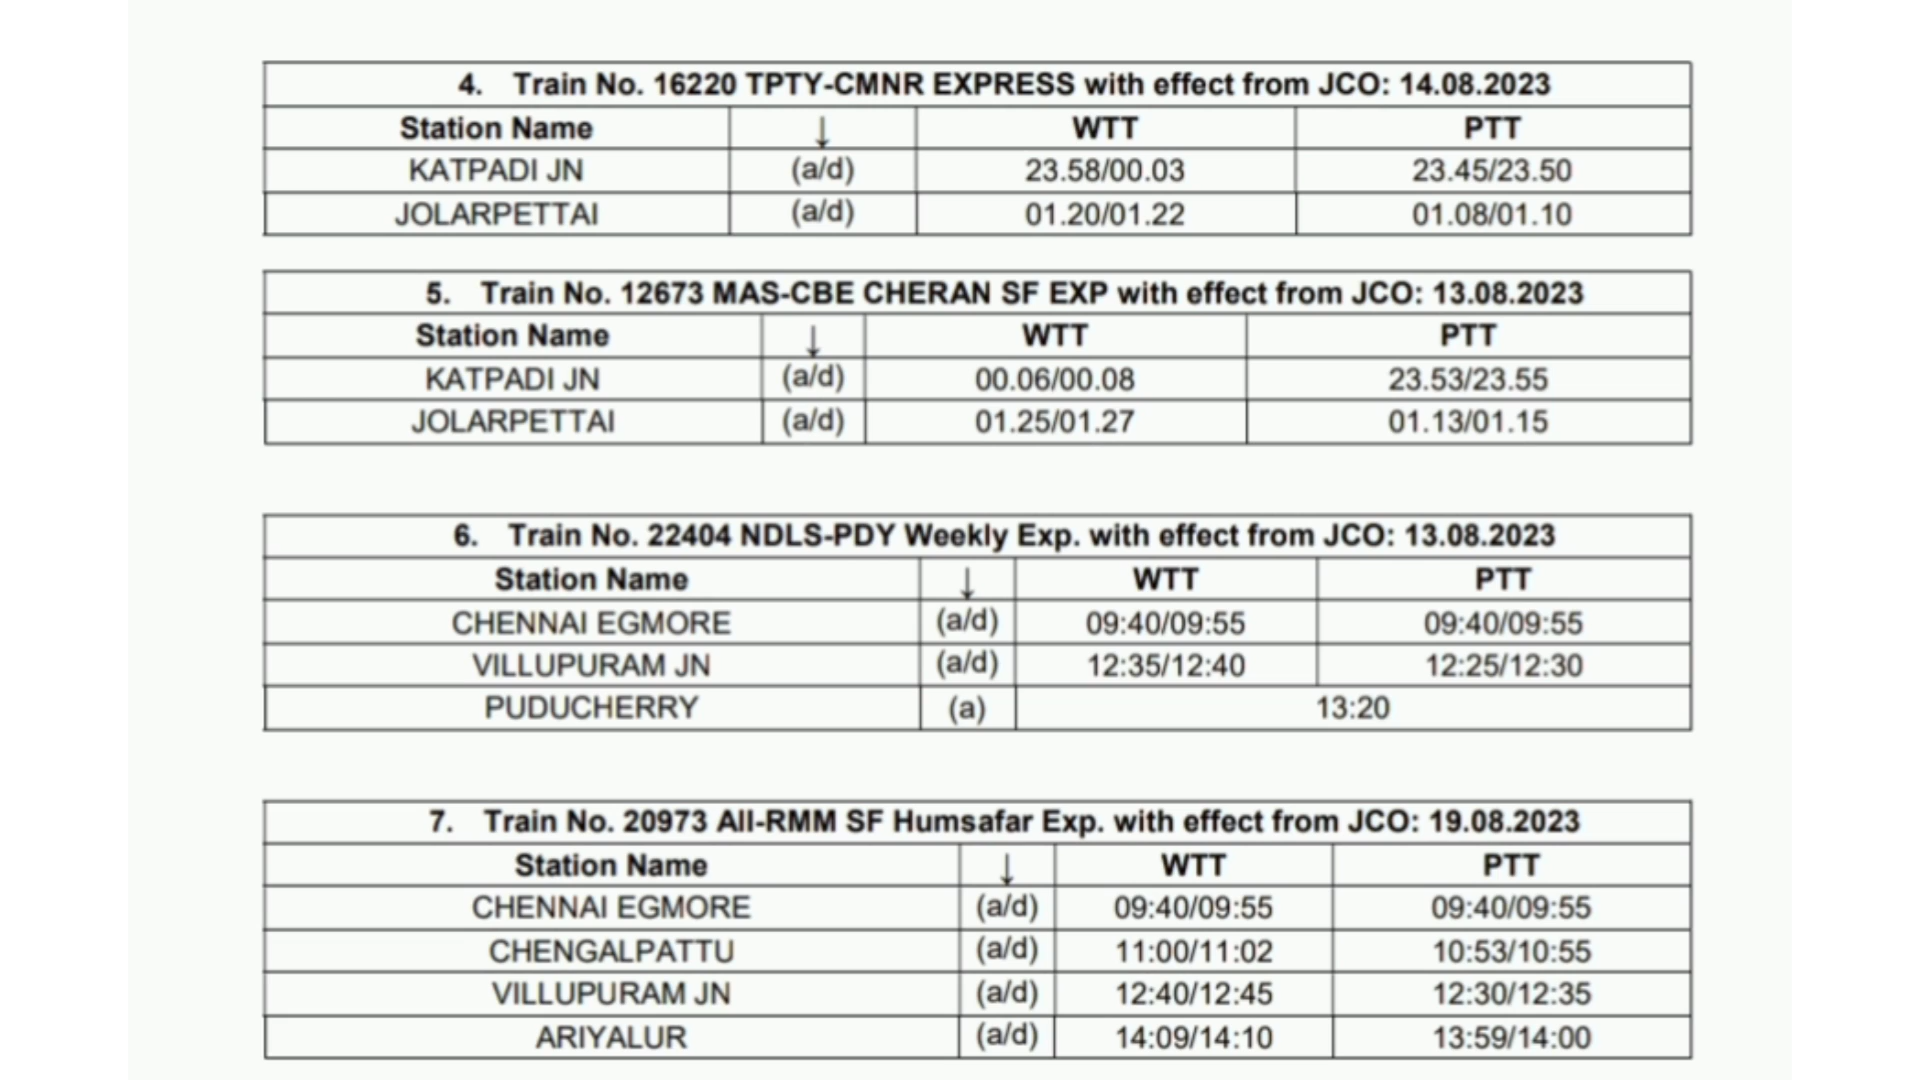 4. Train No. 16220 TPTY-CMNR EXPRESS with effect from JCO: 14.08.2023
Station Name ↓ WTT PTT
KATPADI JN (a/d) 23.58/00.03 23.45/23.50
JOLARPETTAI (a/d) 01.20/01.22 01.08/01.10
5. Train No. 12673 MAS-CBE CHERAN SF EXP with effect from JCO: 13.08.2023
Station Name ↓ WTT PTT
KATPADI JN (a/d) 00.06/00.08 23.53/23.55
JOLARPETTAI (a/d) 01.25/01.27 01.13/01.15
6. Train No. 22404 NDLS-PDY Weekly Exp. with effect from JCO: 13.08.2023
Station Name ↓ WTT PTT
CHENNAI EGMORE (a/d) 09:40/09:55 09:40/09:55
VILLUPURAM JN (a/d) 12:35/12:40 12:25/12:30
PUDUCHERRY (a) 13:20
7. Train No. 20973 AII-RMM SF Humsafar Exp. with effect from JCO: 19.08.2023
Station Name ↓ WTT PTT
CHENNAI EGMORE (a/d) 09:40/09:55 09:40/09:55
CHENGALPATTU (a/d) 11:00/11:02 10:53/10:55
VILLUPURAM JN (a/d) 12:40/12:45 12:30/12:35
ARIYALUR (a/d) 14:09/14:10 13:59/14:00